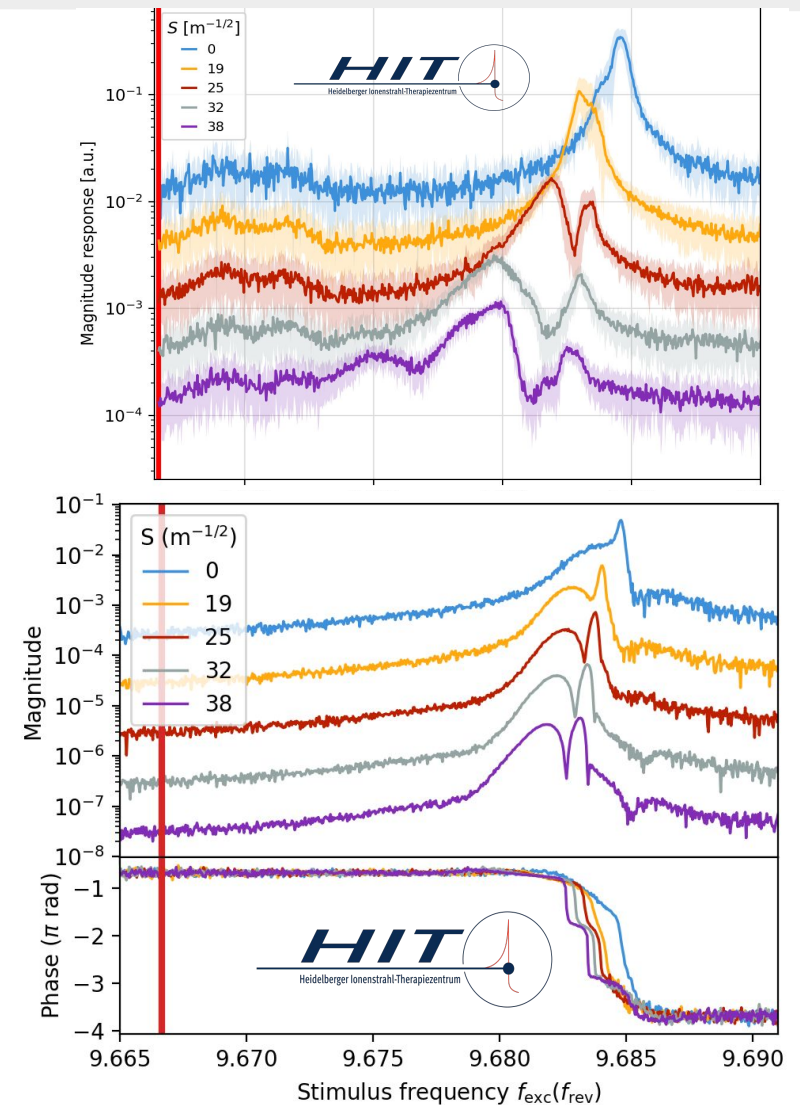 S [m⁻¹/²]
0
19
25
32
38
HIT
Heidelberger Ionenstrahl-Therapiezentrum
Magnitude response [a.u.]
10⁻¹
10⁻²
10⁻³
10⁻⁴
S (m⁻¹/²)
0
19
25
32
38
Magnitude
10⁻¹
10⁻²
10⁻³
10⁻⁴
10⁻⁵
10⁻⁶
10⁻⁷
10⁻⁸
Phase (π rad)
−1
−2
−3
−4
HIT
Heidelberger Ionenstrahl-Therapiezentrum
9.665 9.670 9.675 9.680 9.685 9.690
Stimulus frequency f_exc(f_rev)